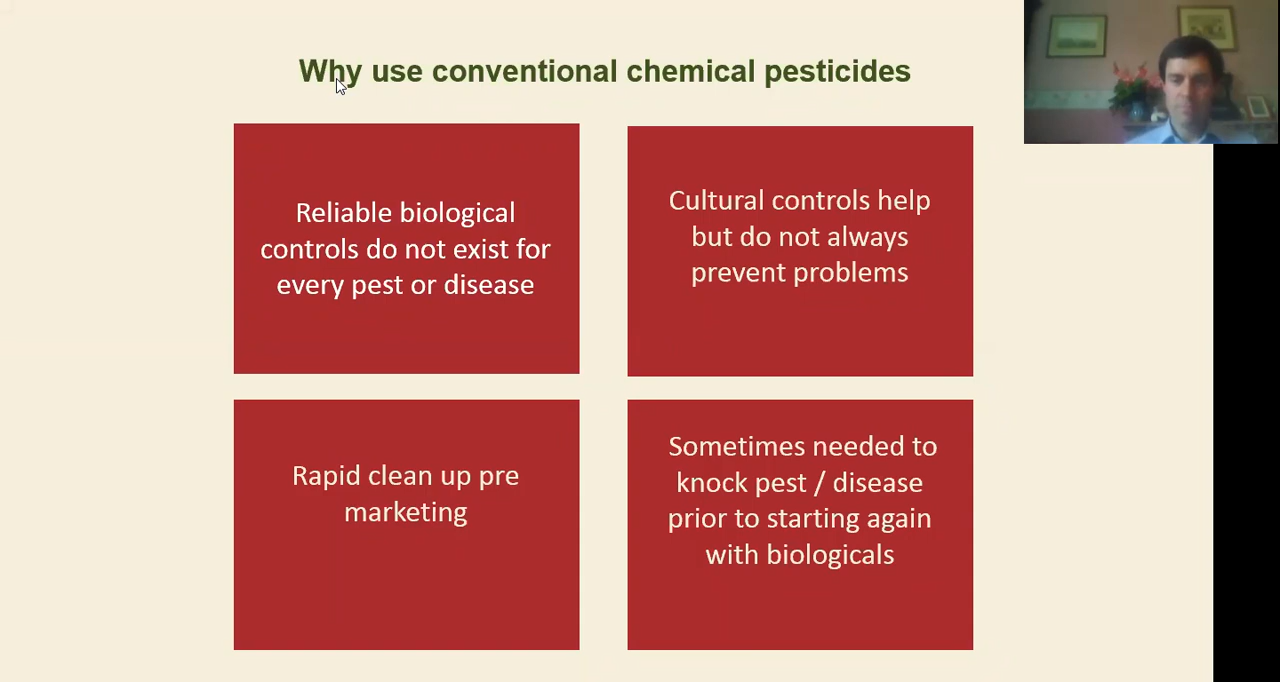 Why use conventional chemical pesticides
Reliable biological
controls do not exist for
every pest or disease
Cultural controls help
but do not always
prevent problems
Rapid clean up pre
marketing
Sometimes needed to
knock pest / disease
prior to starting again
with biologicals